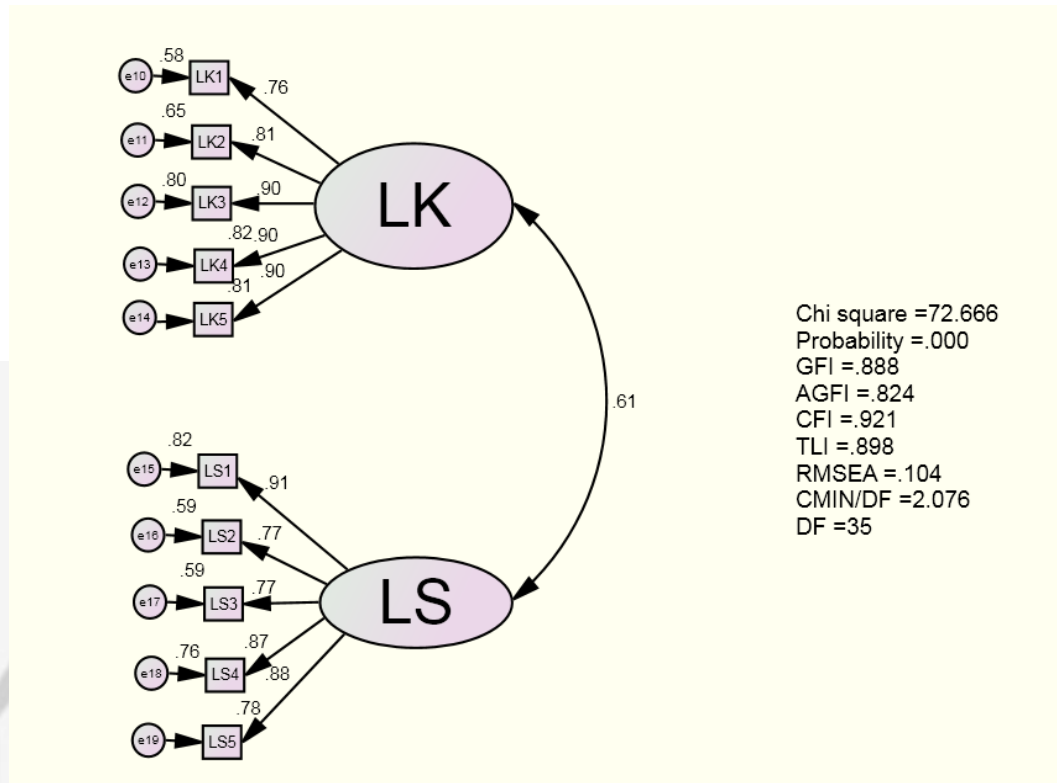 .58
e10 LK1 .76
.65
e11 LK2 .81
.80
e12 LK3 .90
LK
.82 .90
e13 LK4 .90
.81
e14 LK5
.61
Chi square =72.666
Probability =.000
GFI =.888
AGFI =.824
CFI =.921
TLI =.898
RMSEA =.104
CMIN/DF =2.076
DF =35
.82
e15 LS1 .91
.59
e16 LS2 .77
.59
e17 LS3 .77
LS
.87
.76
e18 LS4 .88
.78
e19 LS5